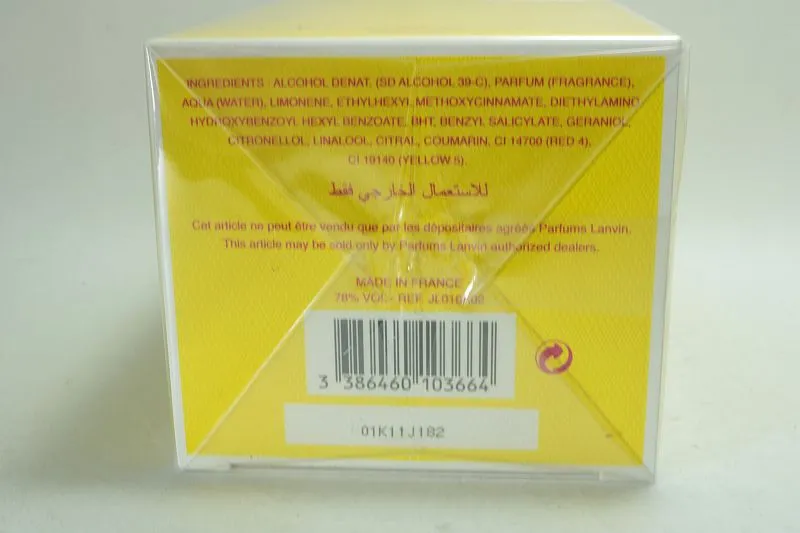 INGREDIENTS : ALCOHOL DENAT. (SD ALCOHOL 39-C), PARFUM (FRAGRANCE),
AQUA (WATER), LIMONENE, ETHYLHEXYL METHOXYCINNAMATE, DIETHYLAMINO
HYDROXYBENZOYL HEXYL BENZOATE, BHT, BENZYL SALICYLATE, GERANIOL,
CITRONELLOL, LINALOOL, CITRAL, COUMARIN, CI 14700 (RED 4),
CI 19140 (YELLOW 5).
للاستعمال الخارجي فقط
Cet article ne peut être vendu que par les dépositaires agréés Parfums Lanvin.
This article may be sold only by Parfums Lanvin authorized dealers.
MADE IN FRANCE
78% VOL - REF.
3 386460 103664
01K11J182